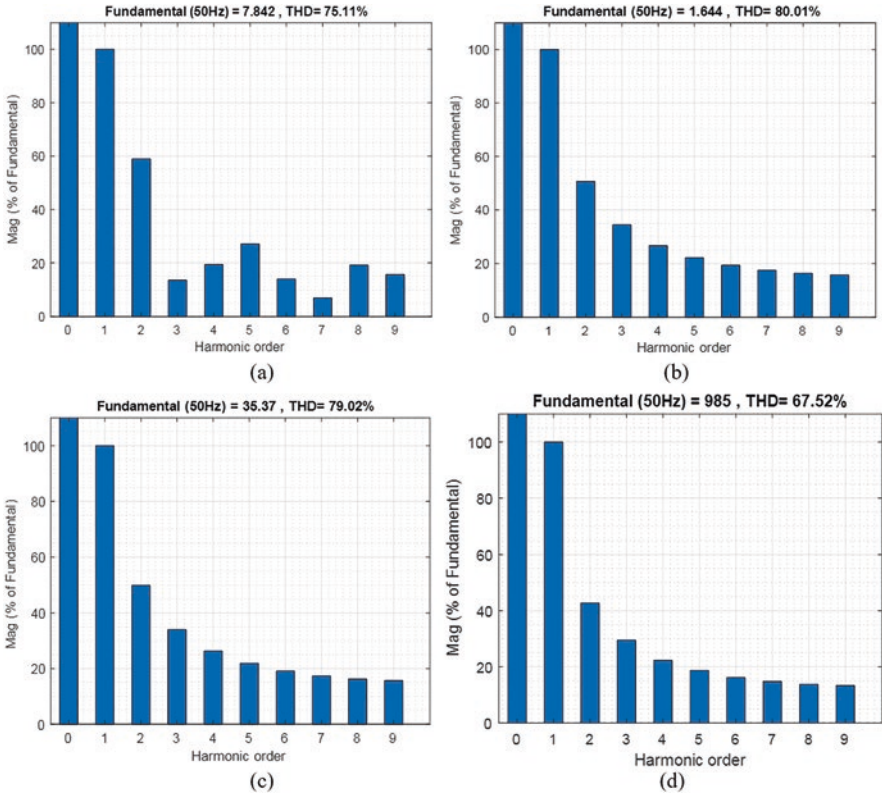 Fundamental (50Hz) = 7.842 , THD= 75.11%
Mag (% of Fundamental)
100
80
60
40
20
0
0 1 2 3 4 5 6 7 8 9
Harmonic order
(a)
Fundamental (50Hz) = 1.644 , THD= 80.01%
Mag (% of Fundamental)
100
80
60
40
20
0
0 1 2 3 4 5 6 7 8 9
Harmonic order
(b)
Fundamental (50Hz) = 35.37 , THD= 79.02%
Mag (% of Fundamental)
100
80
60
40
20
0
0 1 2 3 4 5 6 7 8 9
Harmonic order
(c)
Fundamental (50Hz) = 985 , THD= 67.52%
Mag (% of Fundamental)
100
80
60
40
20
0
0 1 2 3 4 5 6 7 8 9
Harmonic order
(d)